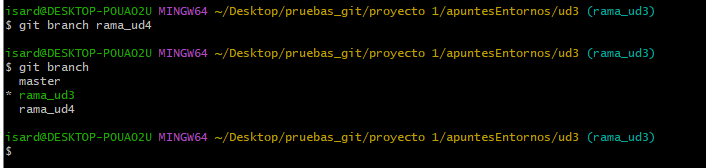 isard@DESKTOP-POUAO2U MINGW64 ~/Desktop/pruebas_git/proyecto 1/apuntesEntornos/ud3 (rama_ud3)
$ git branch rama_ud4
isard@DESKTOP-POUAO2U MINGW64 ~/Desktop/pruebas_git/proyecto 1/apuntesEntornos/ud3 (rama_ud3)
$ git branch
  master
* rama_ud3
  rama_ud4
isard@DESKTOP-POUAO2U MINGW64 ~/Desktop/pruebas_git/proyecto 1/apuntesEntornos/ud3 (rama_ud3)
$